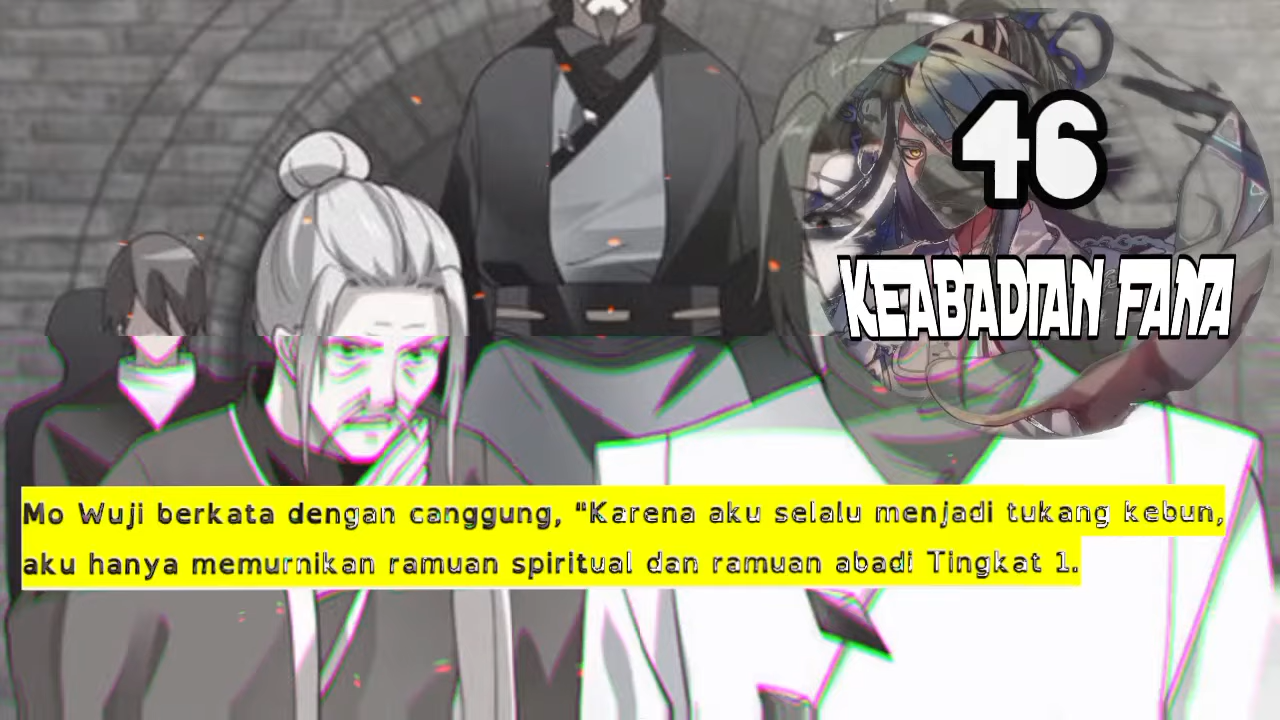 46
KEABADIAN FANA
Mo Wuji berkata dengan canggung, "Karena aku selalu menjadi tukang kebun,
aku hanya memurnikan ramuan spiritual dan ramuan abadi Tingkat 1.